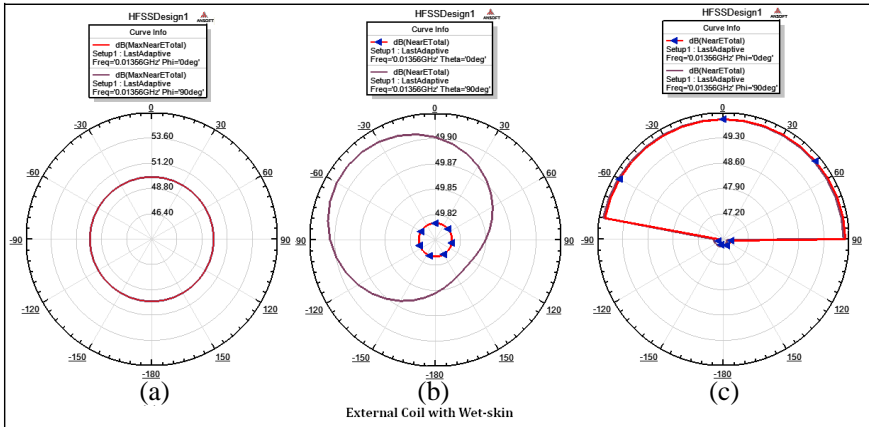 HFSSDesign1
ANSOFT
Curve Info
dB(MaxNearETotal)
Setup1 : LastAdaptive
Freq='0.01356GHz' Phi='0deg'
dB(MaxNearETotal)
Setup1 : LastAdaptive
Freq='0.01356GHz' Phi='90deg'
0
-30
30
53.60
-60
60
51.20
48.80
46.40
-90
90
-120
120
-150
150
-180
(a)
HFSSDesign1
ANSOFT
Curve Info
dB(NearETotal)
Setup1 : LastAdaptive
Freq='0.01356GHz' Theta='0deg'
dB(NearETotal)
Setup1 : LastAdaptive
Freq='0.01356GHz' Theta='90deg'
0
-30
30
49.90
-60
60
49.87
49.85
49.82
-90
90
-120
120
-150
150
-180
(b)
HFSSDesign1
ANSOFT
Curve Info
dB(NearETotal)
Setup1 : LastAdaptive
Freq='0.01356GHz' Phi='0deg'
dB(NearETotal)
Setup1 : LastAdaptive
Freq='0.01356GHz' Phi='90deg'
0
-30
30
49.30
-60
60
48.60
47.90
47.20
-90
90
-120
120
-150
150
-180
(c)
External Coil with Wet-skin